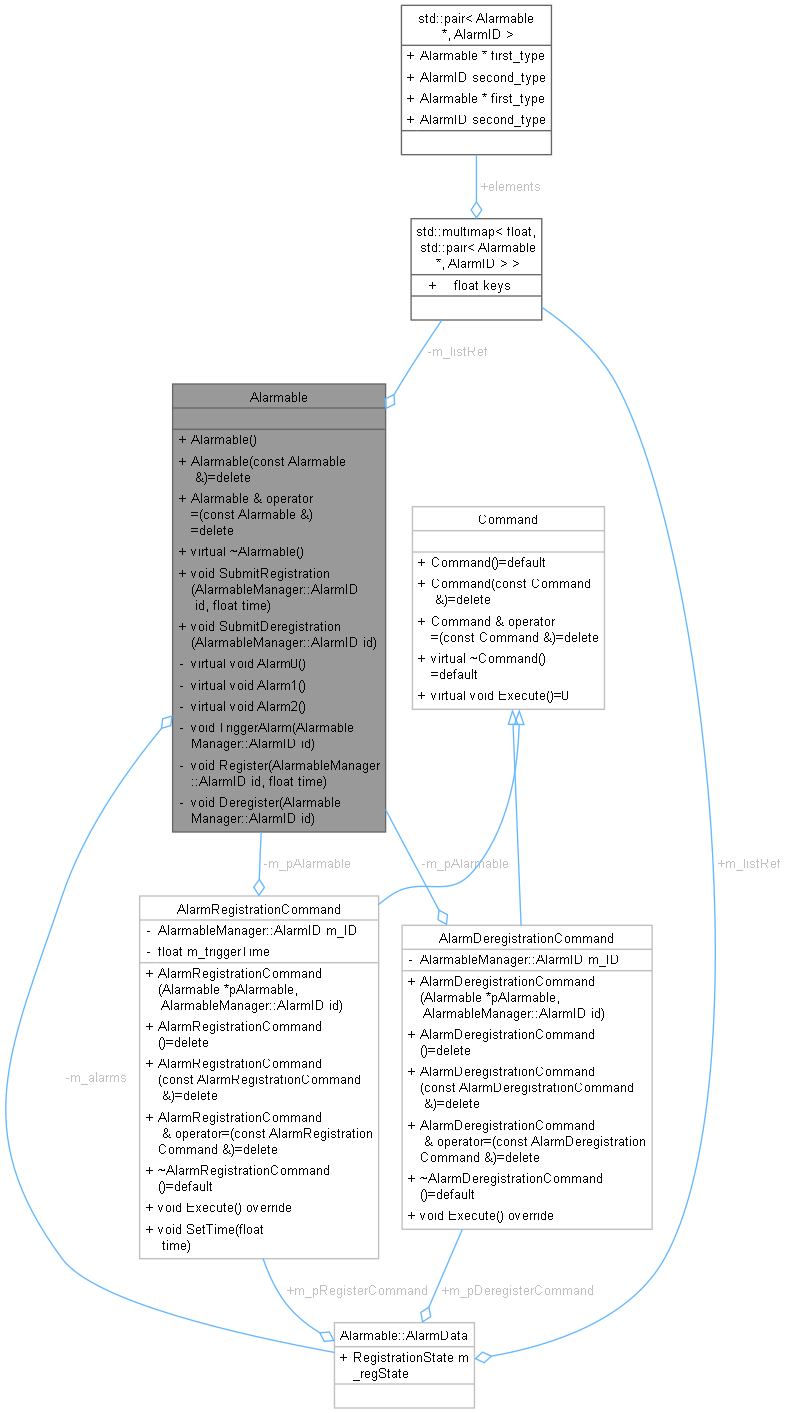 std::pair< Alarmable
*, AlarmID >
+ Alarmable * first_type
+ AlarmID second_type
+ Alarmable * first_type
+ AlarmID second_type
+elements
std::multimap< float,
std::pair< Alarmable
*, AlarmID > >
+ float keys
-m_listRef
Alarmable
+ Alarmable()
+ Alarmable(const Alarmable
&)=delete
+ Alarmable & operator
=(const Alarmable &)
=delete
+ virtual ~Alarmable()
+ void SubmitRegistration
(AlarmableManager::AlarmID
id, float time)
+ void SubmitDeregistration
(AlarmableManager::AlarmID id)
- virtual void Alarm0()
- virtual void Alarm1()
- virtual void Alarm2()
- void TriggerAlarm(Alarmable
Manager::AlarmID id)
- void Register(AlarmableManager
::AlarmID id, float time)
- void Deregister(Alarmable
Manager::AlarmID id)
Command
+ Command()=default
+ Command(const Command
&)=delete
+ Command & operator
=(const Command &)=delete
+ virtual ~Command()
=default
+ virtual void Execute()=0
-m_pAlarmable
-m_pAlarmable
+m_listRef
AlarmRegistrationCommand
- AlarmableManager::AlarmID m_ID
- float m_triggerTime
+ AlarmRegistrationCommand
(Alarmable *pAlarmable,
AlarmableManager::AlarmID id)
+ AlarmRegistrationCommand
()=delete
+ AlarmRegistrationCommand
(const AlarmRegistrationCommand
&)=delete
+ AlarmRegistrationCommand
& operator=(const AlarmRegistration
Command &)=delete
+ ~AlarmRegistrationCommand
()=default
+ void Execute() override
+ void SetTime(float
time)
AlarmDeregistrationCommand
- AlarmableManager::AlarmID m_ID
+ AlarmDeregistrationCommand
(Alarmable *pAlarmable,
AlarmableManager::AlarmID id)
+ AlarmDeregistrationCommand
()=delete
+ AlarmDeregistrationCommand
(const AlarmDeregistrationCommand
&)=delete
+ AlarmDeregistrationCommand
& operator=(const AlarmDeregistration
Command &)=delete
+ ~AlarmDeregistrationCommand
()=default
+ void Execute() override
-m_alarms
+m_pRegisterCommand
+m_pDeregisterCommand
Alarmable::AlarmData
+ RegistrationState m
_regState